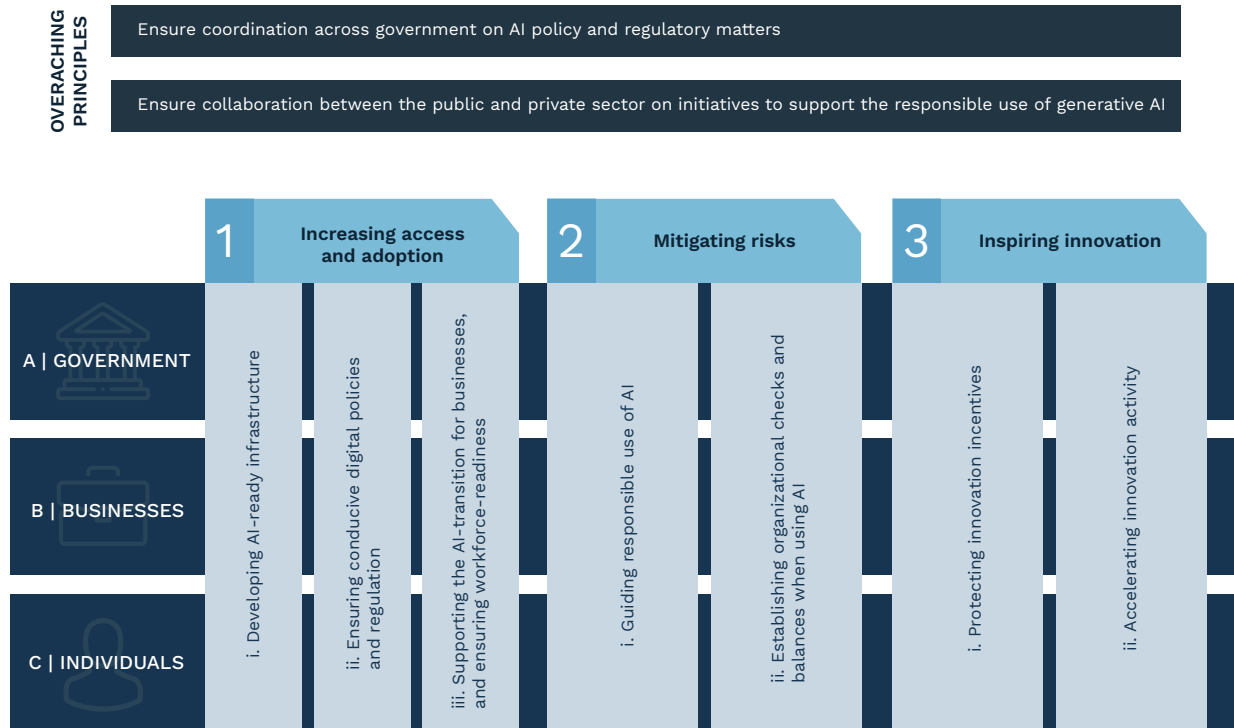 OVERACHING
PRINCIPLES
Ensure coordination across government on AI policy and regulatory matters
Ensure collaboration between the public and private sector on initiatives to support the responsible use of generative AI
1
Increasing access
and adoption
2
Mitigating risks
3
Inspiring innovation
A | GOVERNMENT
B | BUSINESSES
C | INDIVIDUALS
i. Developing AI-ready infrastructure
ii. Ensuring conducive digital policies
and regulation
iii. Supporting the AI-transition for businesses,
and ensuring workforce-readiness
i. Guiding responsible use of AI
ii. Establishing organizational checks and
balances when using AI
i. Protecting innovation incentives
ii. Accelerating innovation activity